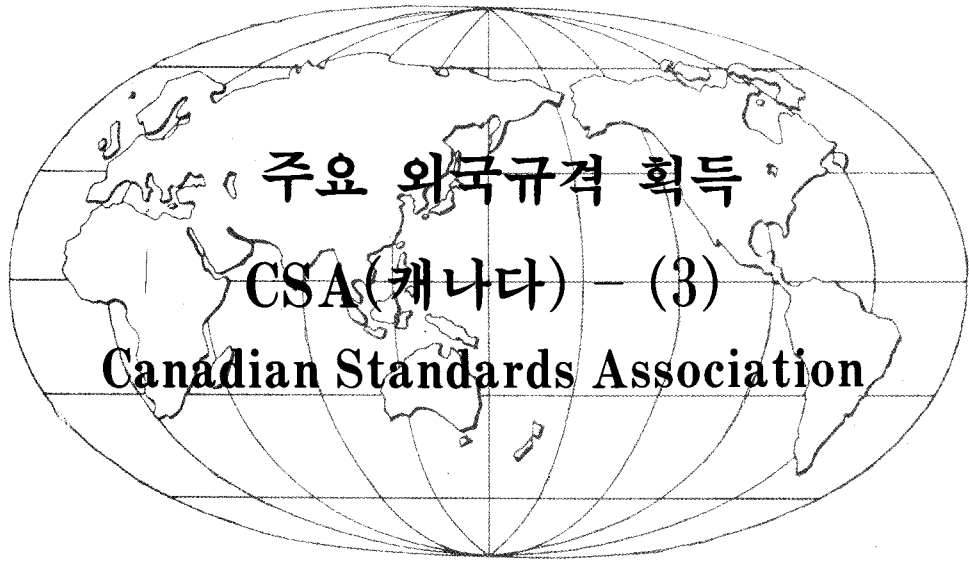 주요 외국규격 획득
CSA(캐나다) - (3)
Canadian Standards Association